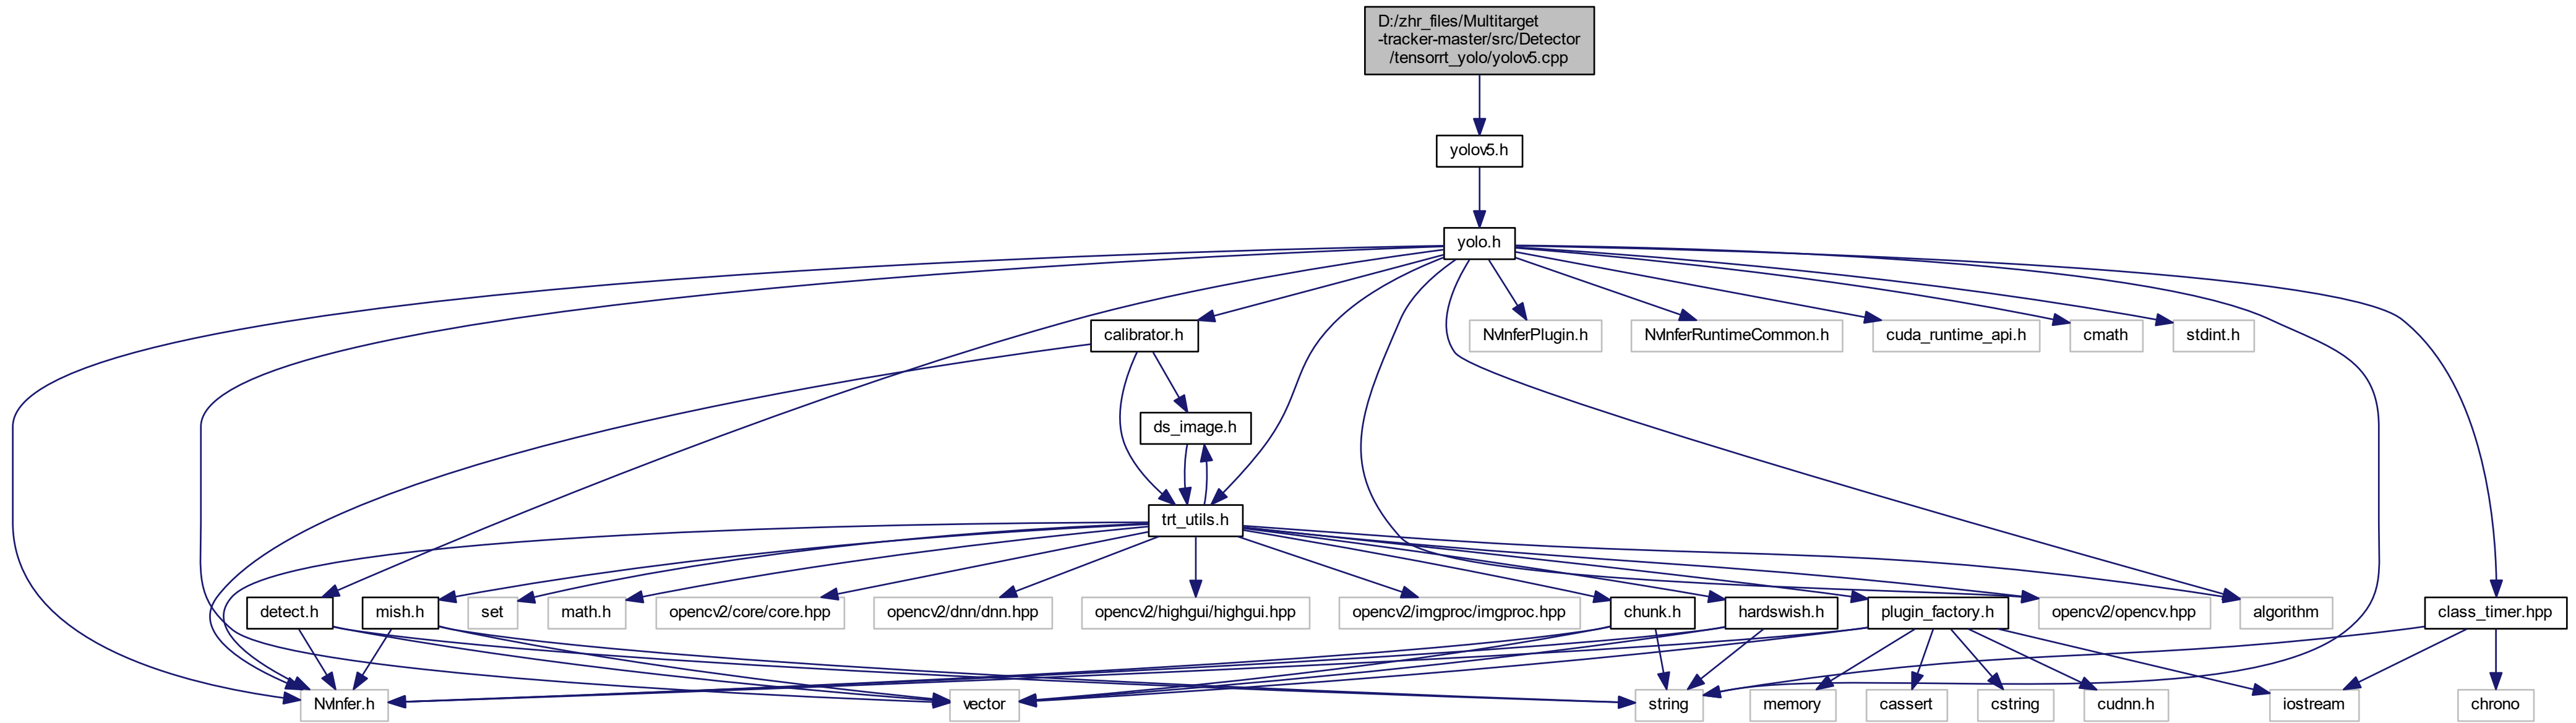 D:/zhr_files/Multitarget
-tracker-master/src/Detector
/tensorrt_yolo/yolov5.cpp
yolov5.h
yolo.h
calibrator.h
NvInferPlugin.h
NvInferRuntimeCommon.h
cuda_runtime_api.h
cmath
stdint.h
ds_image.h
trt_utils.h
detect.h
mish.h
set
math.h
opencv2/core/core.hpp
opencv2/dnn/dnn.hpp
opencv2/highgui/highgui.hpp
opencv2/imgproc/imgproc.hpp
chunk.h
hardswish.h
plugin_factory.h
opencv2/opencv.hpp
algorithm
class_timer.hpp
NvInfer.h
vector
string
memory
cassert
cstring
cudnn.h
iostream
chrono